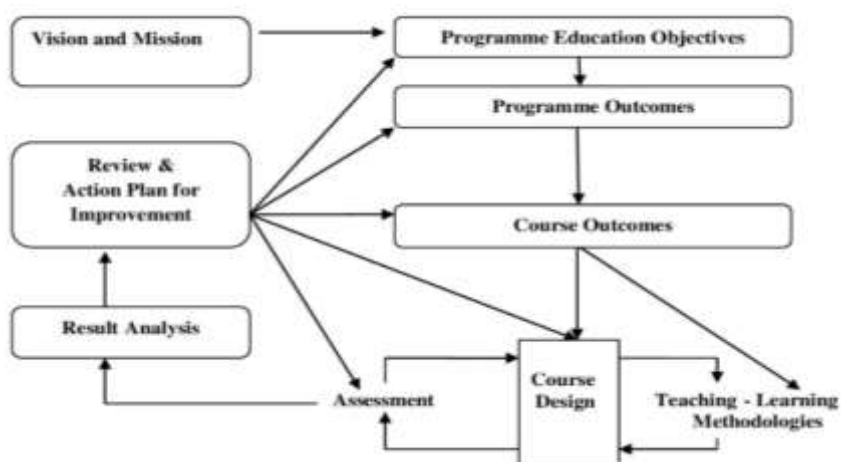 Vision and Mission
Programme Education Objectives
Programme Outcomes
Review &
Action Plan for
Improvement
Course Outcomes
Result Analysis
Assessment
Course
Design
Teaching - Learning
Methodologies